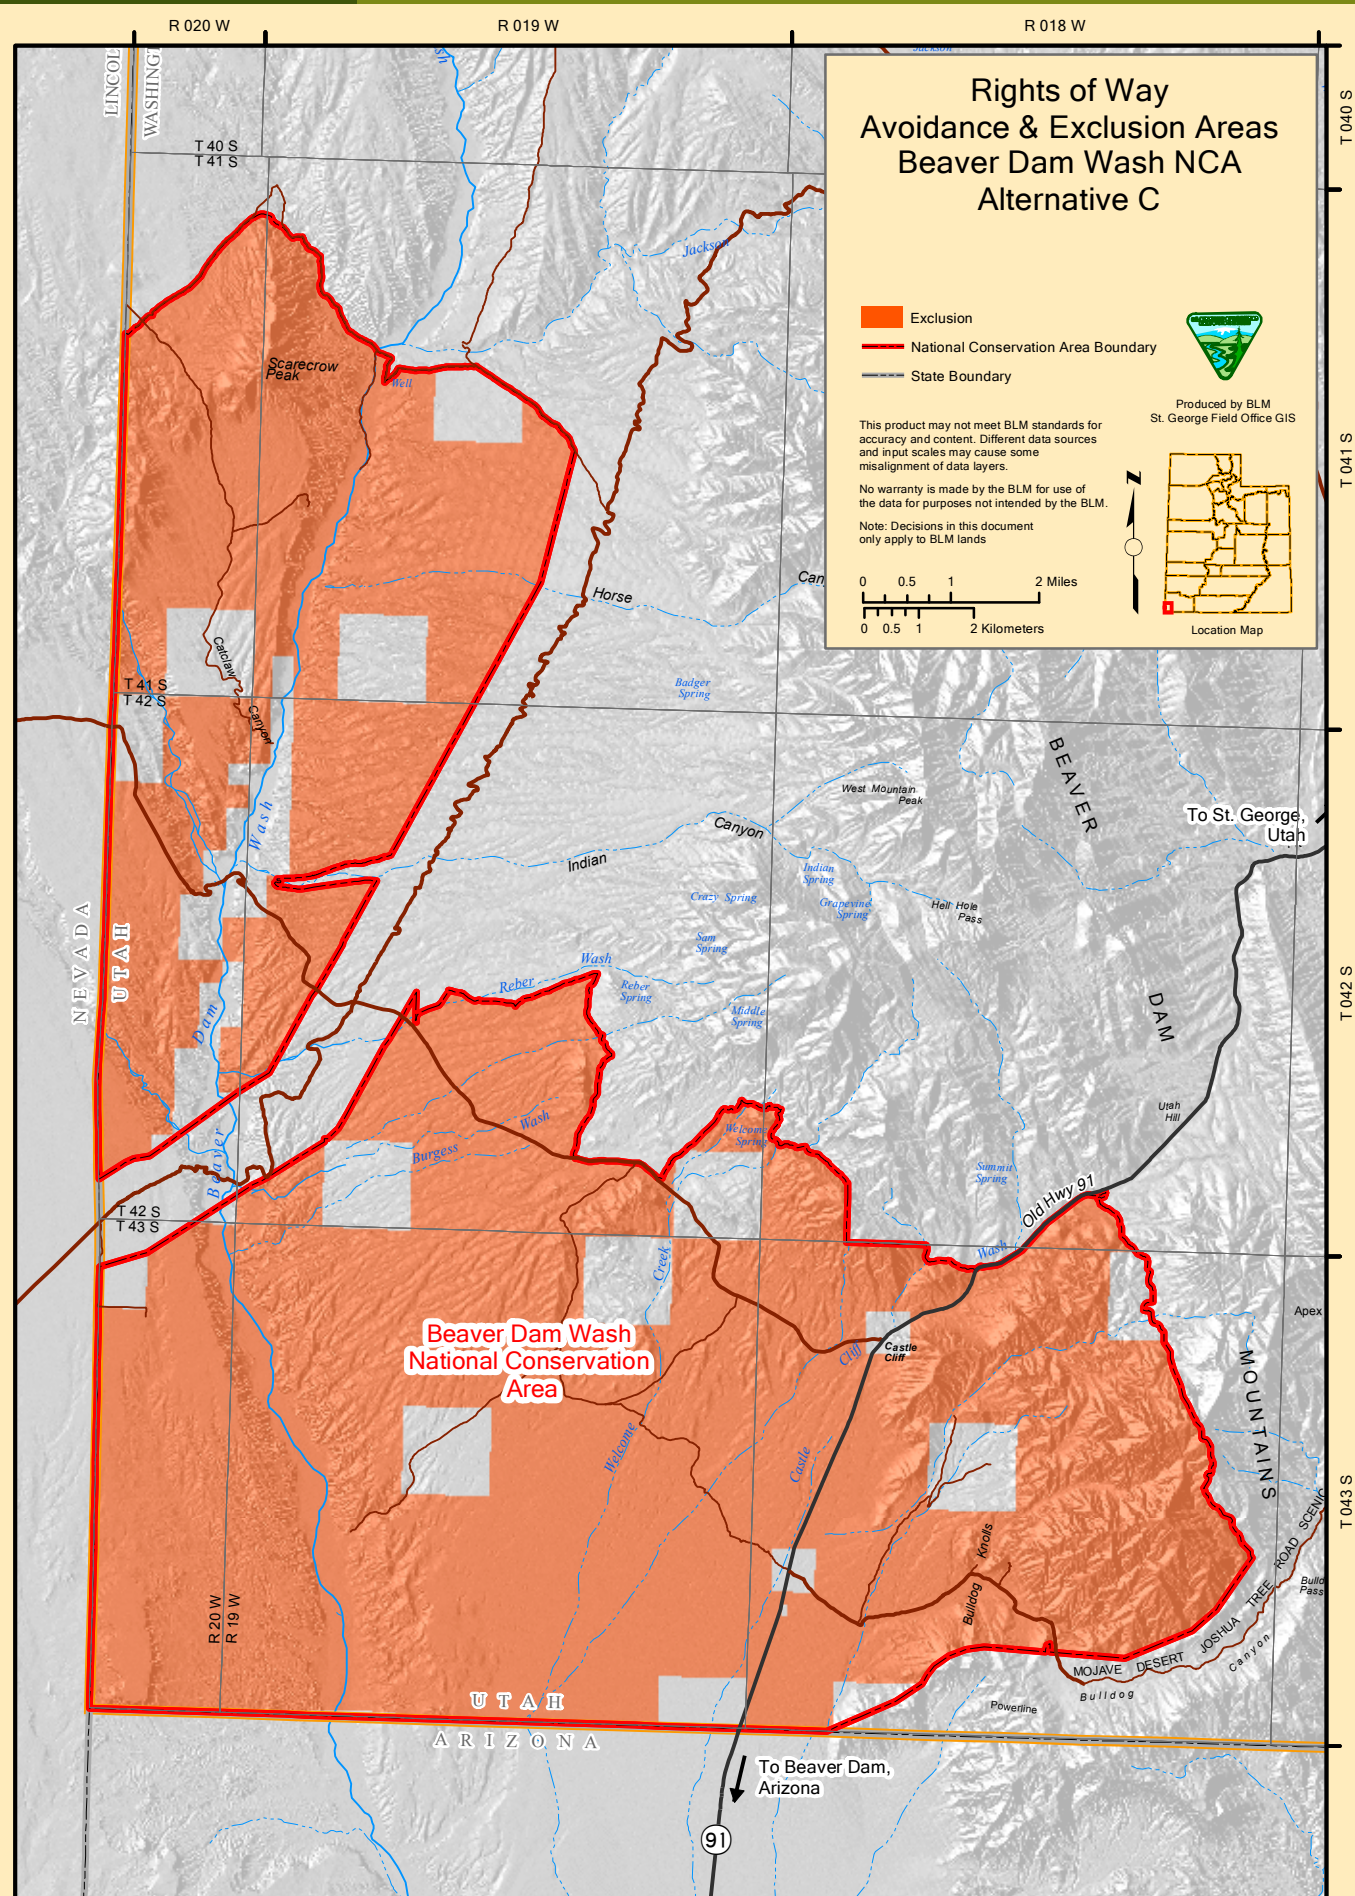 R 020 W
R 019 W
R 018 W
LINCOL
WASHINGT
T 40 S
T 41 S
Jackson
Rights of Way
Avoidance & Exclusion Areas
Beaver Dam Wash NCA
Alternative C
T 040 S
Jackson
Exclusion
National Conservation Area Boundary
State Boundary
Produced by BLM
St. George Field Office GIS
This product may not meet BLM standards for
accuracy and content. Different data sources
and input scales may cause some
misalignment of data layers.
No warranty is made by the BLM for use of
the data for purposes not intended by the BLM.
Note: Decisions in this document
only apply to BLM lands
N
0 0.5 1 2 Miles
0 0.5 1 2 Kilometers
Location Map
T 041 S
Scarecrow
Peak
Well
Horse
Can
Catclaw
Canyon
T 41 S
T 42 S
Badger
Spring
BEAVER
West Mountain
Peak
To St. George,
Utah
Wash
Canyon
Indian
Indian
Spring
Crazy Spring
Grapevine
Spring
Hell Hole
Pass
Sam
Spring
NEVADA
UTAH
Wash
Reber
Reber
Spring
Middle
Spring
DAM
T 042 S
Dam
Utah
Hill
Wash
Burgess
Welcome
Spring
Beaver
Summit
Spring
Old Hwy 91
T 42 S
T 43 S
Wash
Creek
Apex
Beaver Dam Wash
National Conservation
Area
Cliff
Castle
Cliff
MOUNTAINS
Welcome
Castle
T 043 S
Knolls
Bulldog
R 20 W
R 19 W
MOJAVE DESERT JOSHUA TREE ROAD SCENIC
Bulld
Pass
Canyon
Bulldog
Powerline
UTAH
ARIZONA
To Beaver Dam,
Arizona
91